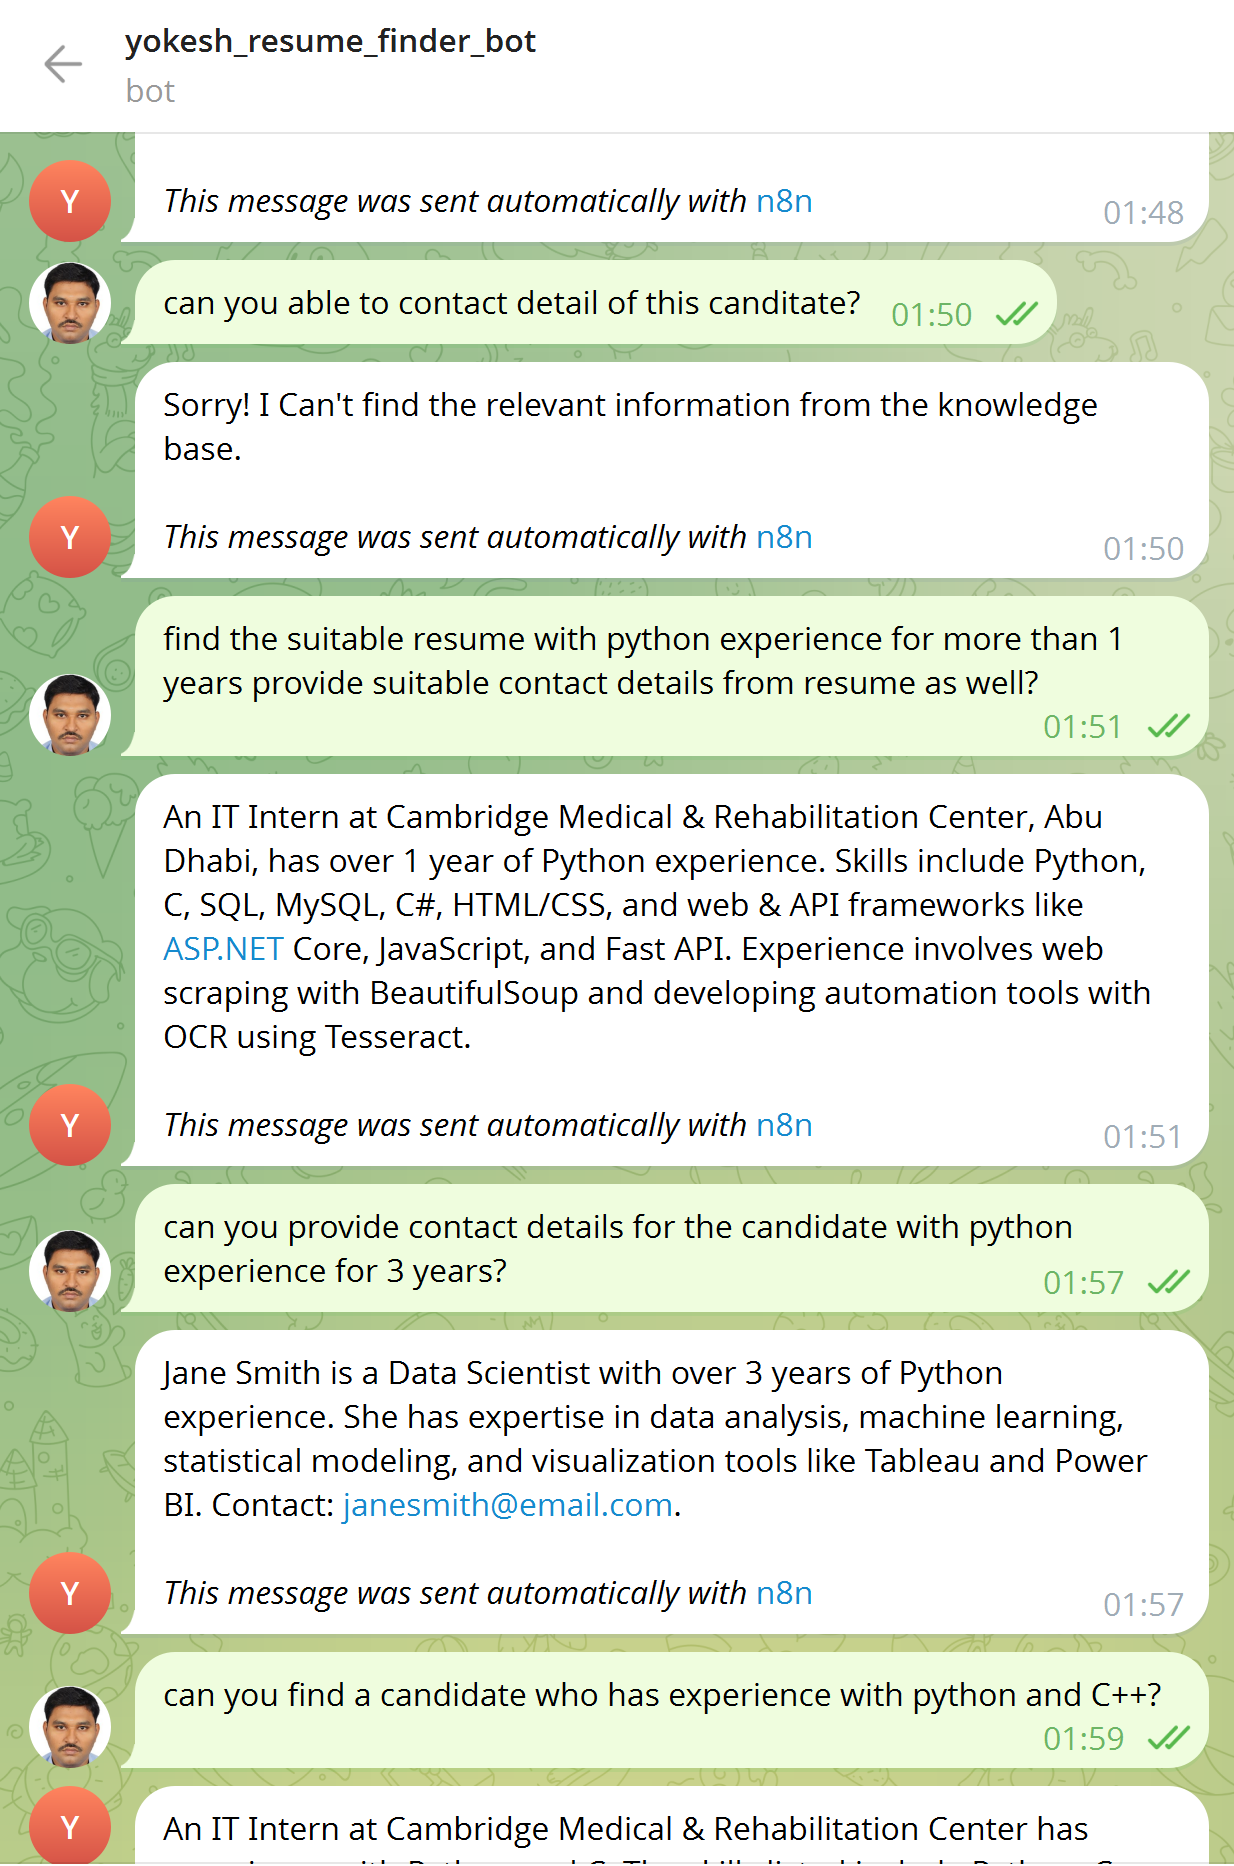 yokesh_resume_finder_bot
bot
Y
This message was sent automatically with n8n
01:48
can you able to contact detail of this canditate?
01:50
Sorry! I Can't find the relevant information from the knowledge
base.
Y
This message was sent automatically with n8n
01:50
find the suitable resume with python experience for more than 1
years provide suitable contact details from resume as well?
01:51
An IT Intern at Cambridge Medical & Rehabilitation Center, Abu
Dhabi, has over 1 year of Python experience. Skills include Python,
C, SQL, MySQL, C#, HTML/CSS, and web & API frameworks like
ASP.NET Core, JavaScript, and Fast API. Experience involves web
scraping with BeautifulSoup and developing automation tools with
OCR using Tesseract.
Y
This message was sent automatically with n8n
01:51
can you provide contact details for the candidate with python
experience for 3 years?
01:57
Jane Smith is a Data Scientist with over 3 years of Python
experience. She has expertise in data analysis, machine learning,
statistical modeling, and visualization tools like Tableau and Power
BI. Contact: janesmith@email.com.
Y
This message was sent automatically with n8n
01:57
can you find a candidate who has experience with python and C++?
01:59
Y
An IT Intern at Cambridge Medical & Rehabilitation Center has